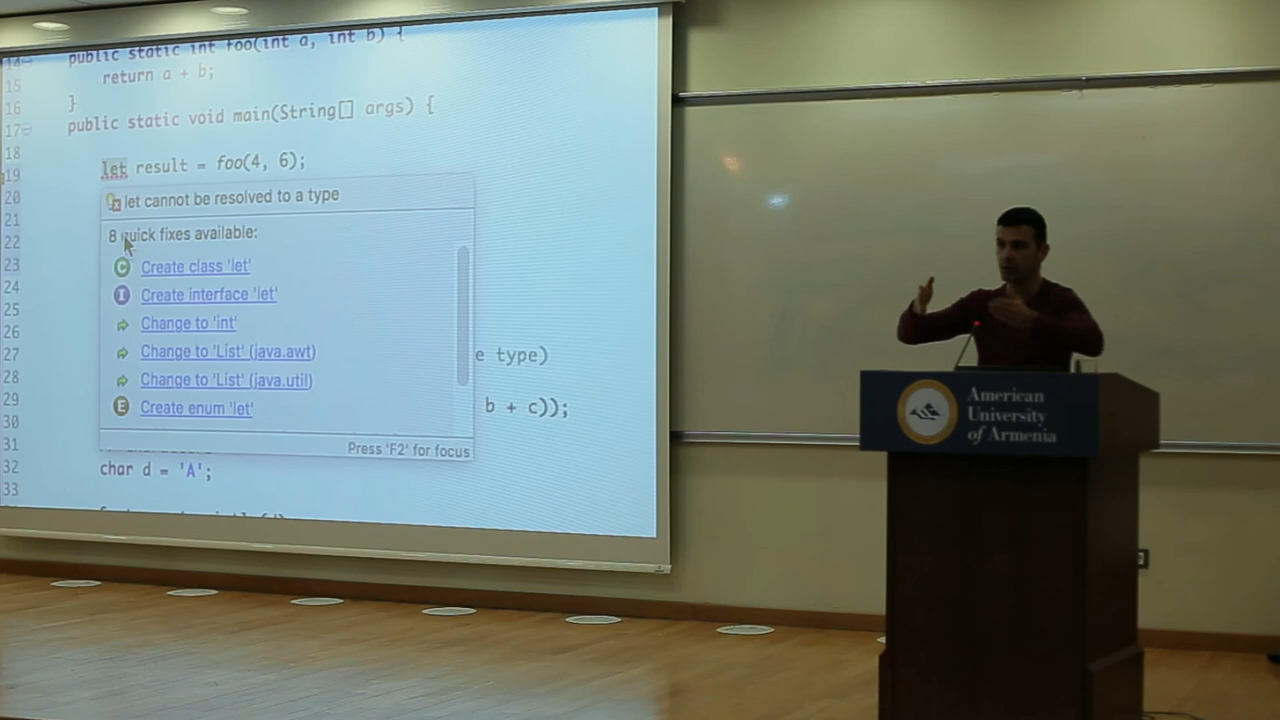 14 public static int foo(int a, int b) {
15 return a + b;
16 }
17 public static void main(String[] args) {
18
19 let result = foo(4, 6);
20
21
22
23
24
25
26
27 e type)
28
29 b + c));
30
31
32 char d = 'A';
33
let cannot be resolved to a type
8 quick fixes available:
Create class 'let'
Create interface 'let'
Change to 'int'
Change to 'List' (java.awt)
Change to 'List' (java.util)
Create enum 'let'
Press 'F2' for focus
American
University
of Armenia